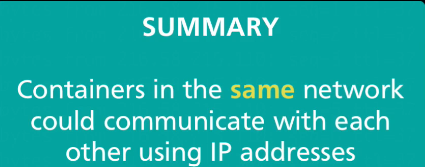 SUMMARY
Containers in the same network
could communicate with each
other using IP addresses